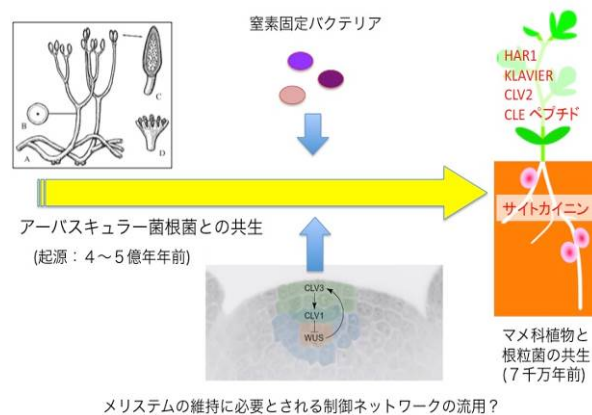 窒素固定バクテリア
A
B
C
D
HAR1
KLAVIER
CLV2
CLE ペプチド
サイトカイニン
アーバスキュラー菌根菌との共生
(起源：４〜５億年年前)
CLV3
CLV1
WUS
マメ科植物と
根粒菌の共生
(７千万年前)
メリステムの維持に必要とされる制御ネットワークの流用？